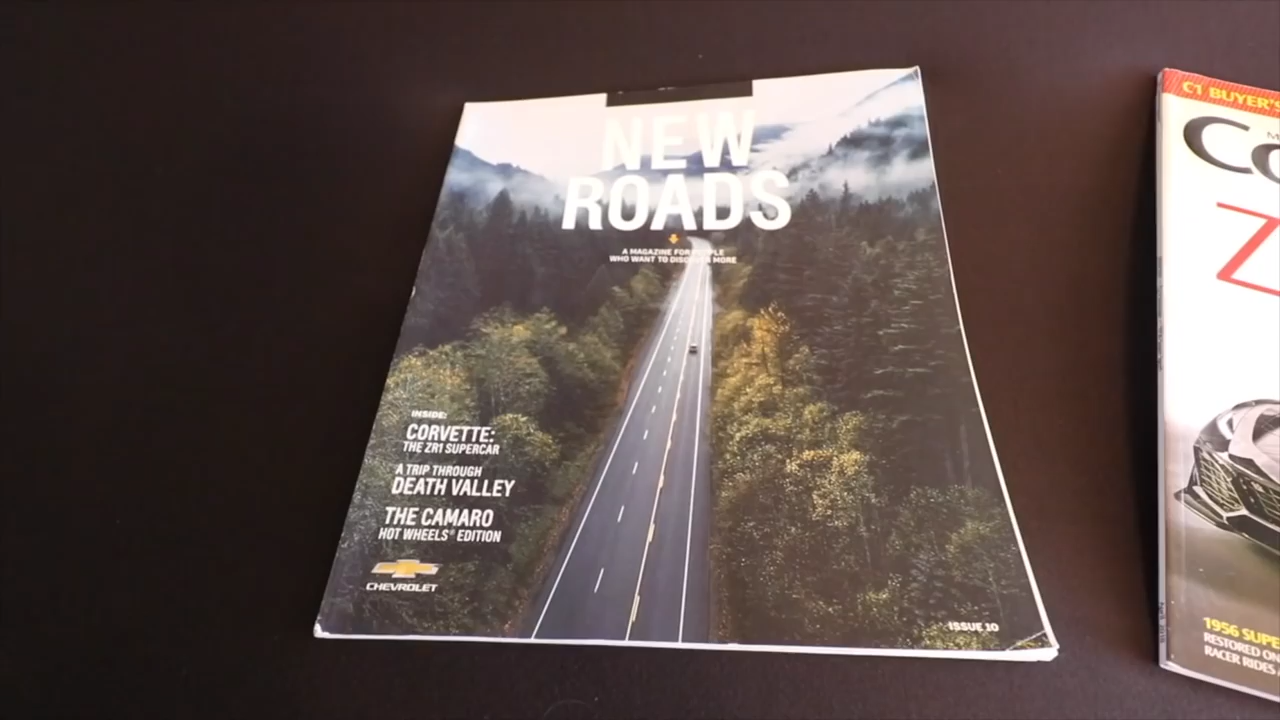 NEW
ROADS
A MAGAZINE FOR PEOPLE
WHO WANT TO DISCOVER MORE
INSIDE:
CORVETTE:
THE ZR1 SUPERCAR
A TRIP THROUGH
DEATH VALLEY
THE CAMARO
HOT WHEELS® EDITION
CHEVROLET
ISSUE 10
C1 BUYER'S
Co
Z
1956 SUPE
RESTORED ON
RACER RIDES